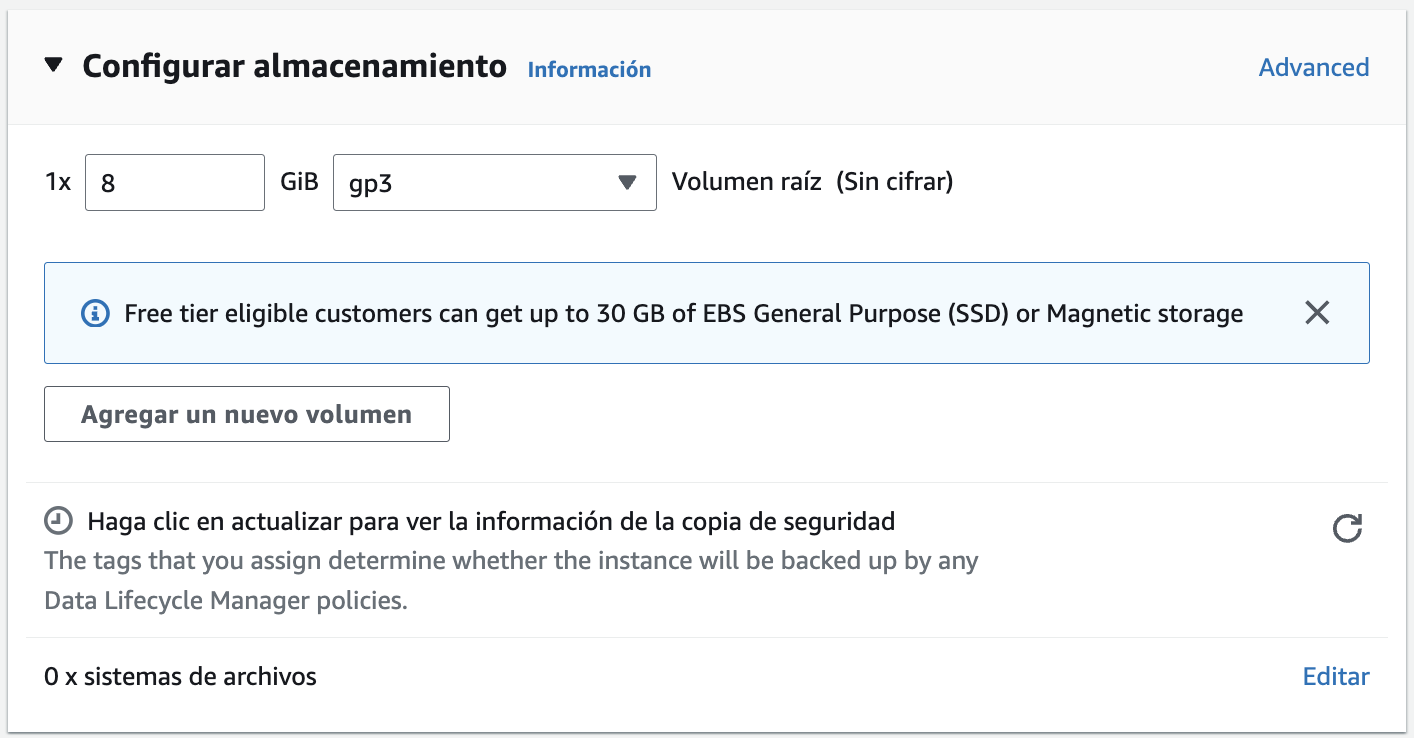 Configurar almacenamiento Información Advanced
1x 8 GiB gp3 Volumen raíz (Sin cifrar)
Free tier eligible customers can get up to 30 GB of EBS General Purpose (SSD) or Magnetic storage
Agregar un nuevo volumen
Haga clic en actualizar para ver la información de la copia de seguridad
The tags that you assign determine whether the instance will be backed up by any
Data Lifecycle Manager policies.
0 x sistemas de archivos Editar